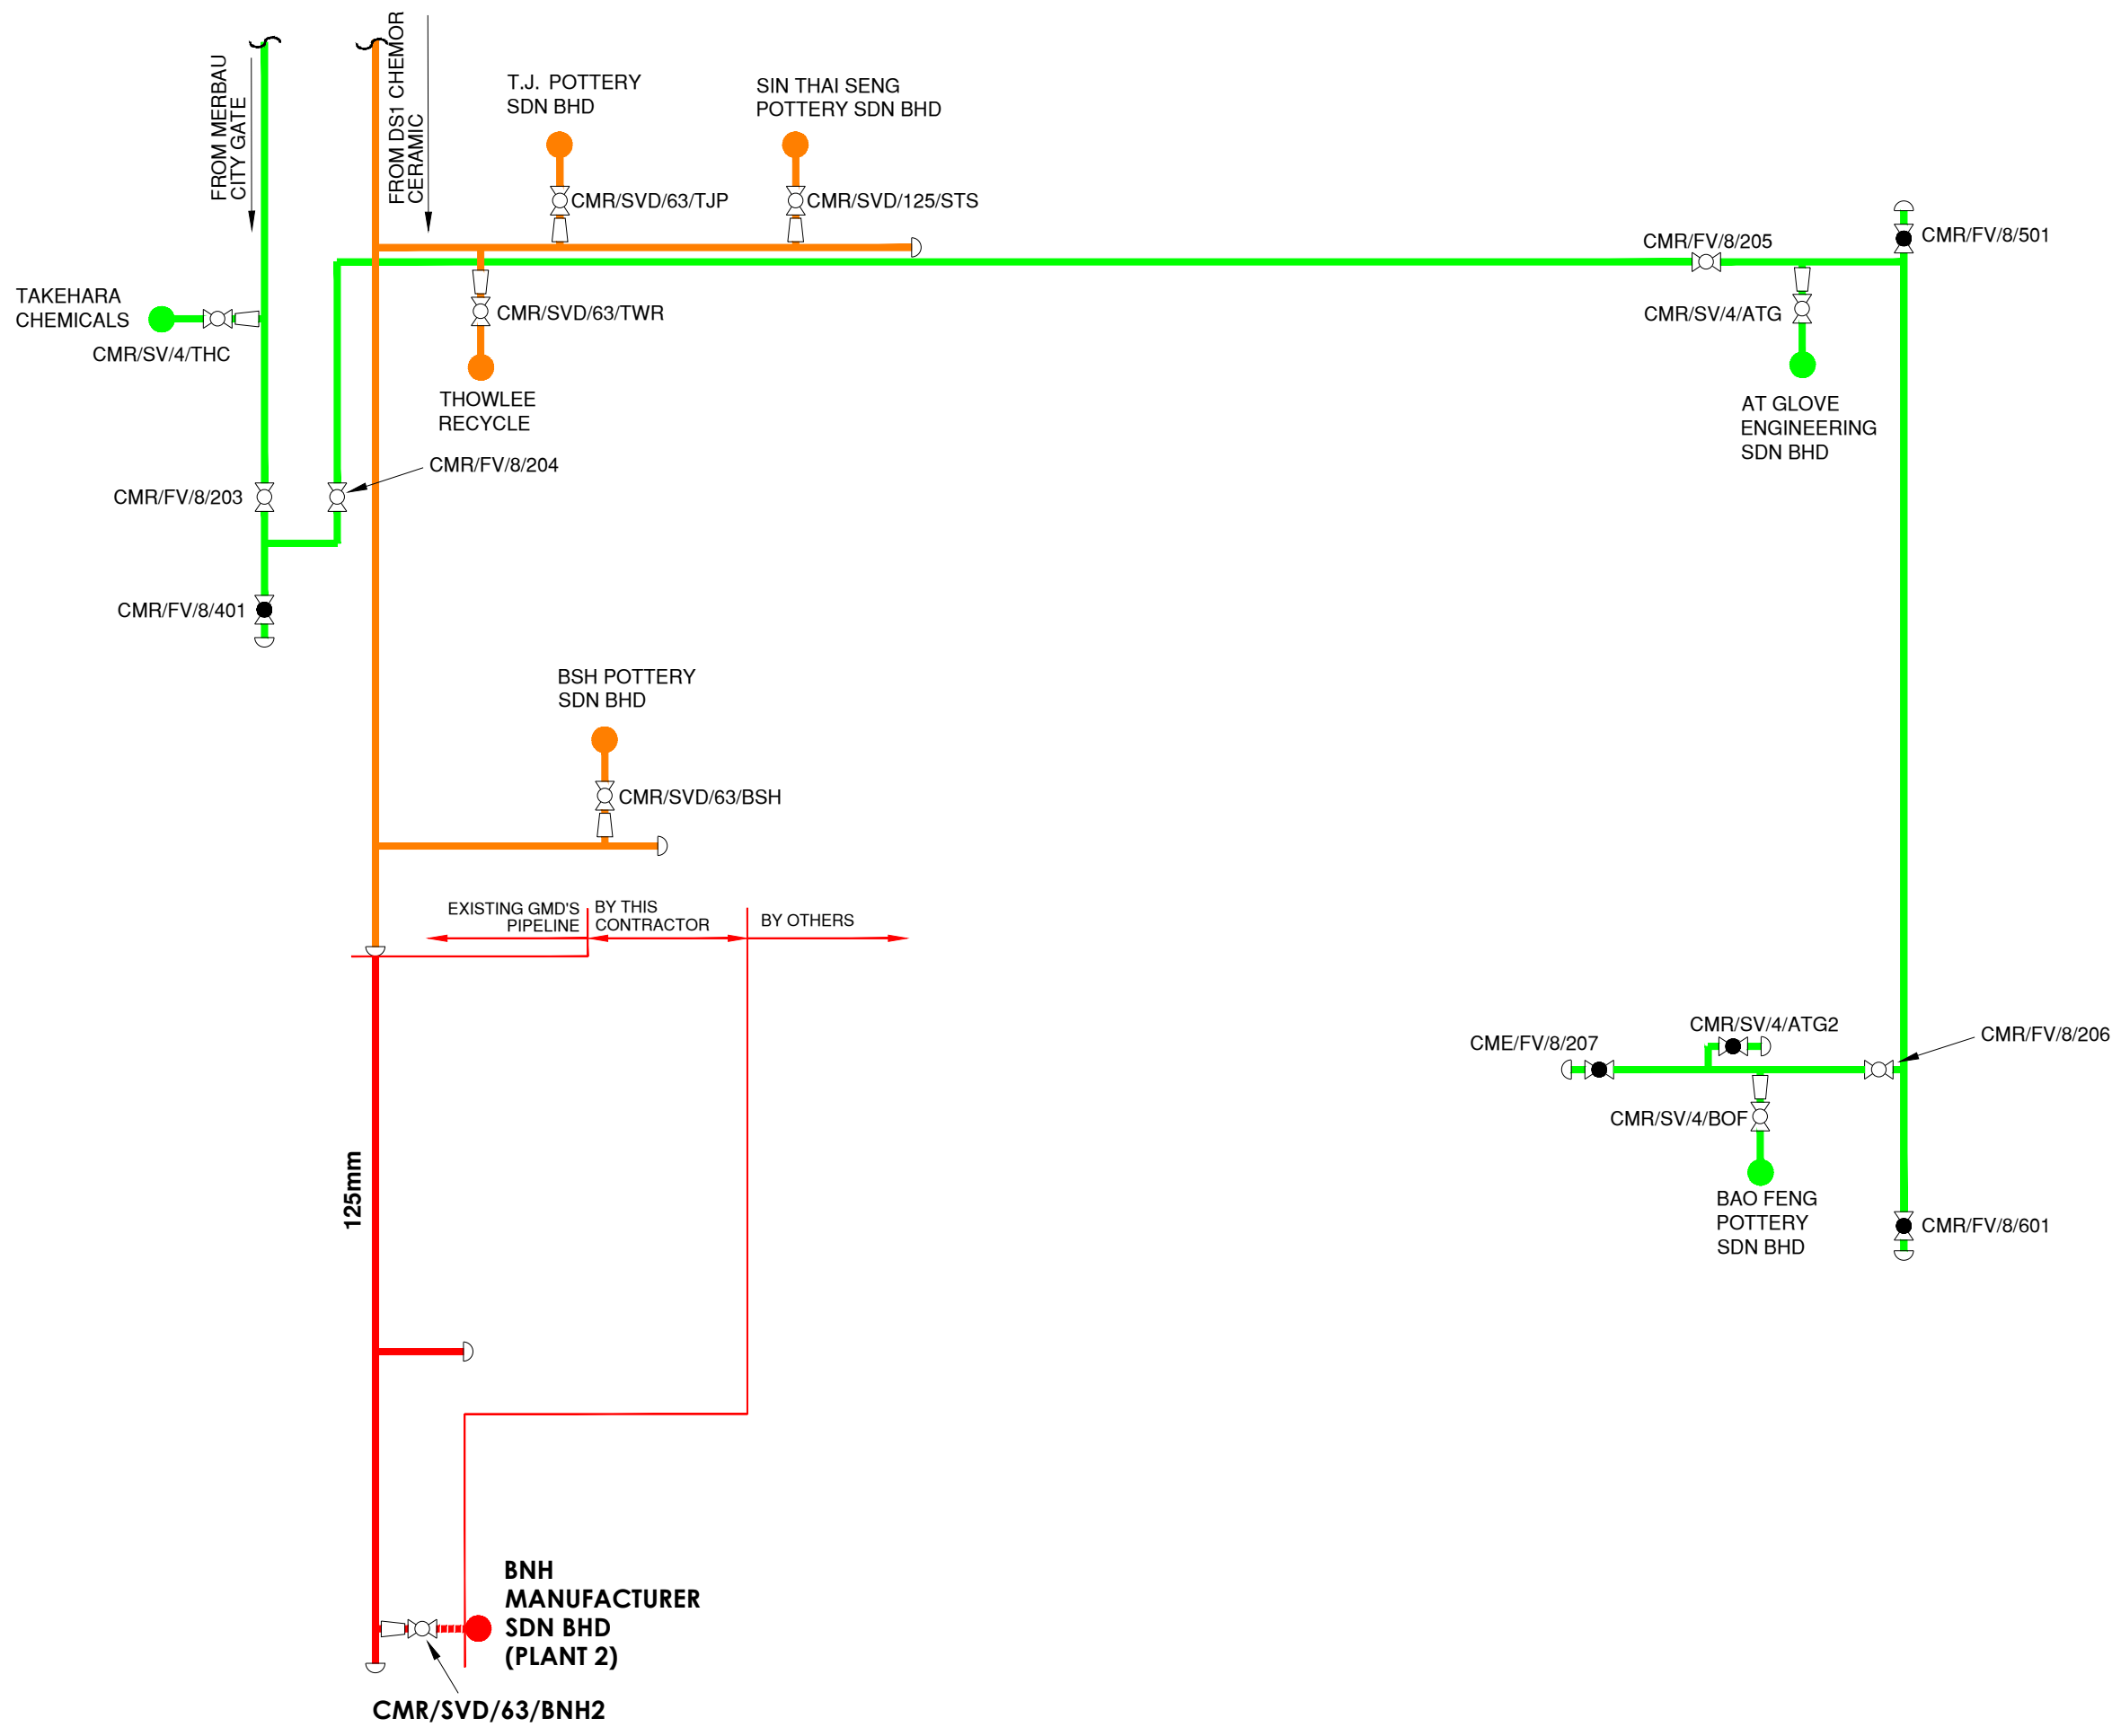 FROM MERBAU
CITY GATE
FROM DS1 CHEMOR
CERAMIC
T.J. POTTERY
SDN BHD
SIN THAI SENG
POTTERY SDN BHD
CMR/SVD/63/TJP
CMR/SVD/125/STS
CMR/FV/8/205
CMR/FV/8/501
TAKEHARA
CHEMICALS
CMR/SV/4/THC
CMR/SVD/63/TWR
CMR/SV/4/ATG
THOWLEE
RECYCLE
AT GLOVE
ENGINEERING
SDN BHD
CMR/FV/8/204
CMR/FV/8/203
CMR/FV/8/401
BSH POTTERY
SDN BHD
CMR/SVD/63/BSH
EXISTING GMD'S
PIPELINE
BY THIS
CONTRACTOR
BY OTHERS
CMR/SV/4/ATG2
CME/FV/8/207
CMR/FV/8/206
CMR/SV/4/BOF
125mm
BAO FENG
POTTERY
SDN BHD
CMR/FV/8/601
BNH
MANUFACTURER
SDN BHD
(PLANT 2)
CMR/SVD/63/BNH2